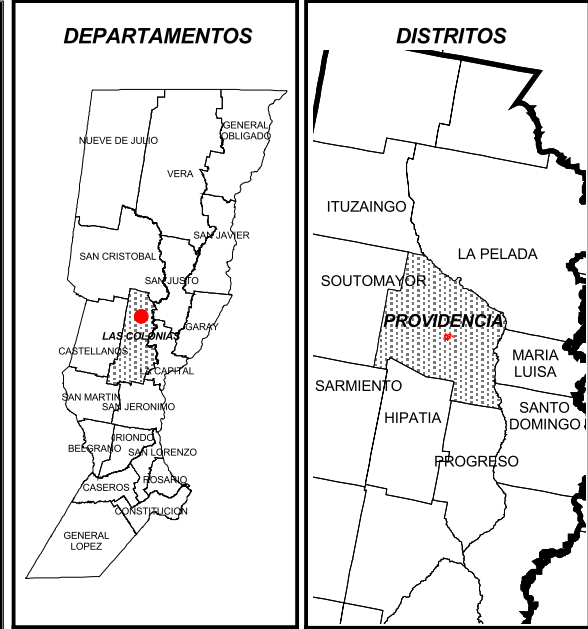 DEPARTAMENTOS
NUEVE DE JULIO
GENERAL
OBLIGADO
VERA
SAN JAVIER
SAN CRISTOBAL
SAN JUSTO
LAS COLONIAS
GARAY
CASTELLANOS
LA CAPITAL
SAN MARTIN
SAN JERONIMO
IRIONDO
BELGRANO
SAN LORENZO
CASEROS
ROSARIO
CONSTITUCION
GENERAL
LOPEZ
DISTRITOS
ITUZAINGO
LA PELADA
SOUTOMAYOR
PROVIDENCIA
MARIA
LUISA
SARMIENTO
SANTO
DOMINGO
HIPATIA
PROGRESO